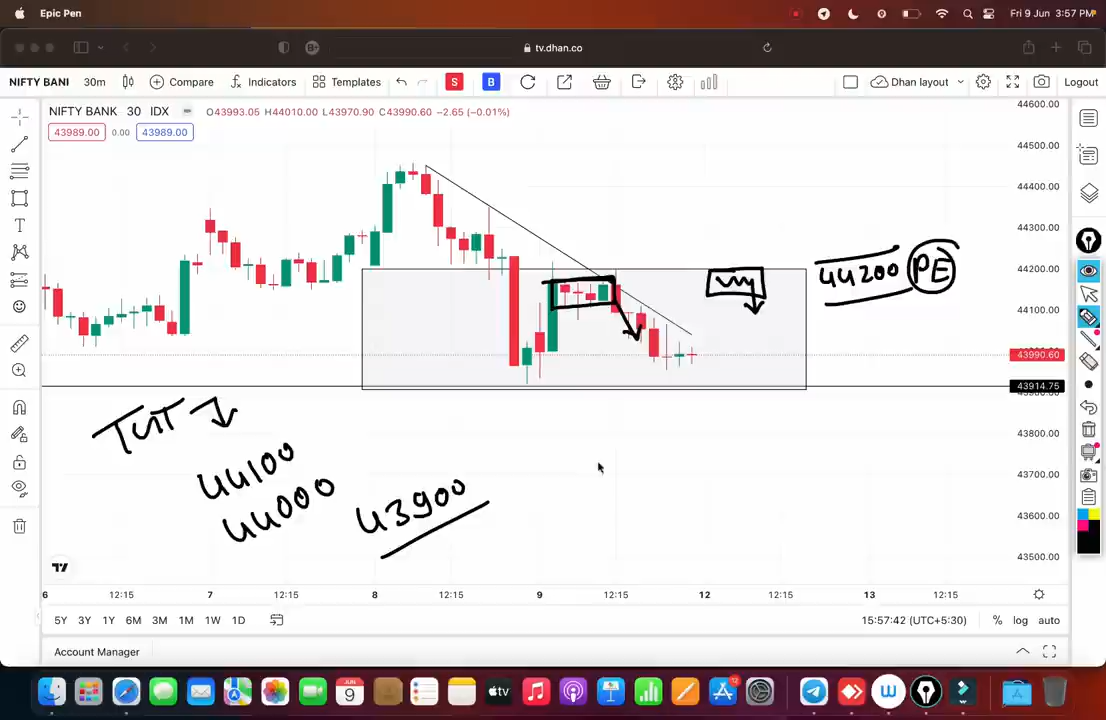 Epic Pen
Fri 9 Jun 3:57 PM
tv.dhan.co
NIFTY BANI 30m Compare Indicators Templates S B Dhan layout Logout
NIFTY BANK 30 IDX O43993.05 H44010.00 L43970.90 C43990.60 −2.65 (−0.01%)
43989.00 0.00 43989.00
44600.00
44500.00
44400.00
44300.00
44200.00
44100.00
43990.60
43914.75
43800.00
43700.00
43600.00
43500.00
44200 PE
44100
44000
43900
6 12:15 7 12:15 8 12:15 9 12:15 12 12:15 13 12:15
5Y 3Y 1Y 6M 3M 1M 1W 1D 15:57:42 (UTC+5:30) % log auto
Account Manager
JUN
9
tv
12
W